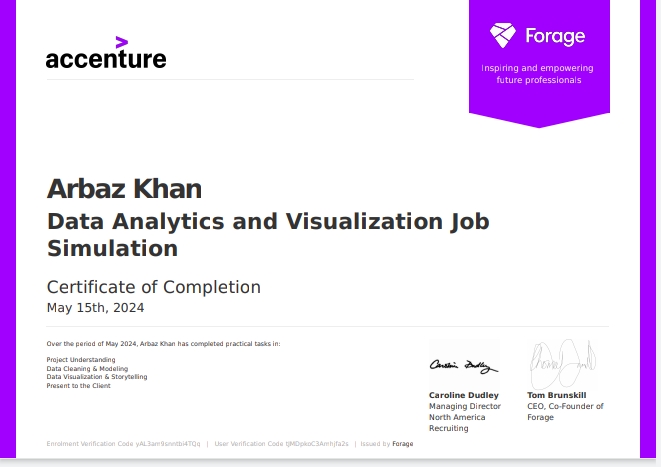 accenture
Forage
Inspiring and empowering
future professionals
Arbaz Khan
Data Analytics and Visualization Job
Simulation
Certificate of Completion
May 15th, 2024
Over the period of May 2024, Arbaz Khan has completed practical tasks in:
Project Understanding
Data Cleaning & Modeling
Data Visualization & Storytelling
Present to the Client
Caroline Dudley
Caroline Dudley
Managing Director
North America
Recruiting
Tom Brunskill
CEO, Co-Founder of
Forage
Enrolment Verification Code | User Verification Code | Issued by Forage